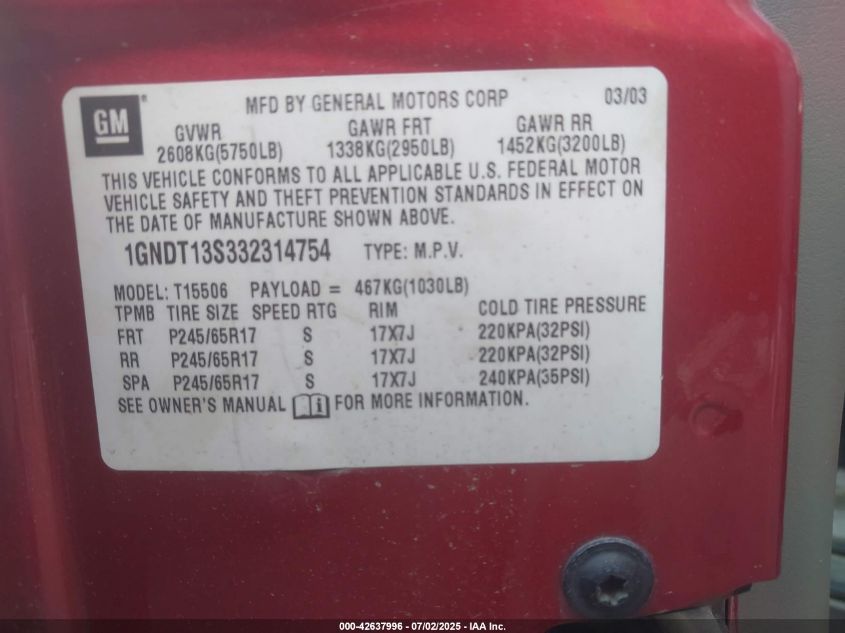 GM ® MFD BY GENERAL MOTORS CORP 03/03
GVWR GAWR FRT GAWR RR
2608KG(5750LB) 1338KG(2950LB) 1452KG(3200LB)
THIS VEHICLE CONFORMS TO ALL APPLICABLE U.S. FEDERAL MOTOR
VEHICLE SAFETY AND THEFT PREVENTION STANDARDS IN EFFECT ON
THE DATE OF MANUFACTURE SHOWN ABOVE.
1GNDT13S332314754 TYPE: M.P.V.
MODEL: T15506 PAYLOAD = 467KG(1030LB)
TPMB TIRE SIZE SPEED RTG RIM COLD TIRE PRESSURE
FRT P245/65R17 S 17X7J 220KPA(32PSI)
RR P245/65R17 S 17X7J 220KPA(32PSI)
SPA P245/65R17 S 17X7J 240KPA(35PSI)
SEE OWNER'S MANUAL i FOR MORE INFORMATION.
000-42637996 - 07/02/2025 - IAA Inc.